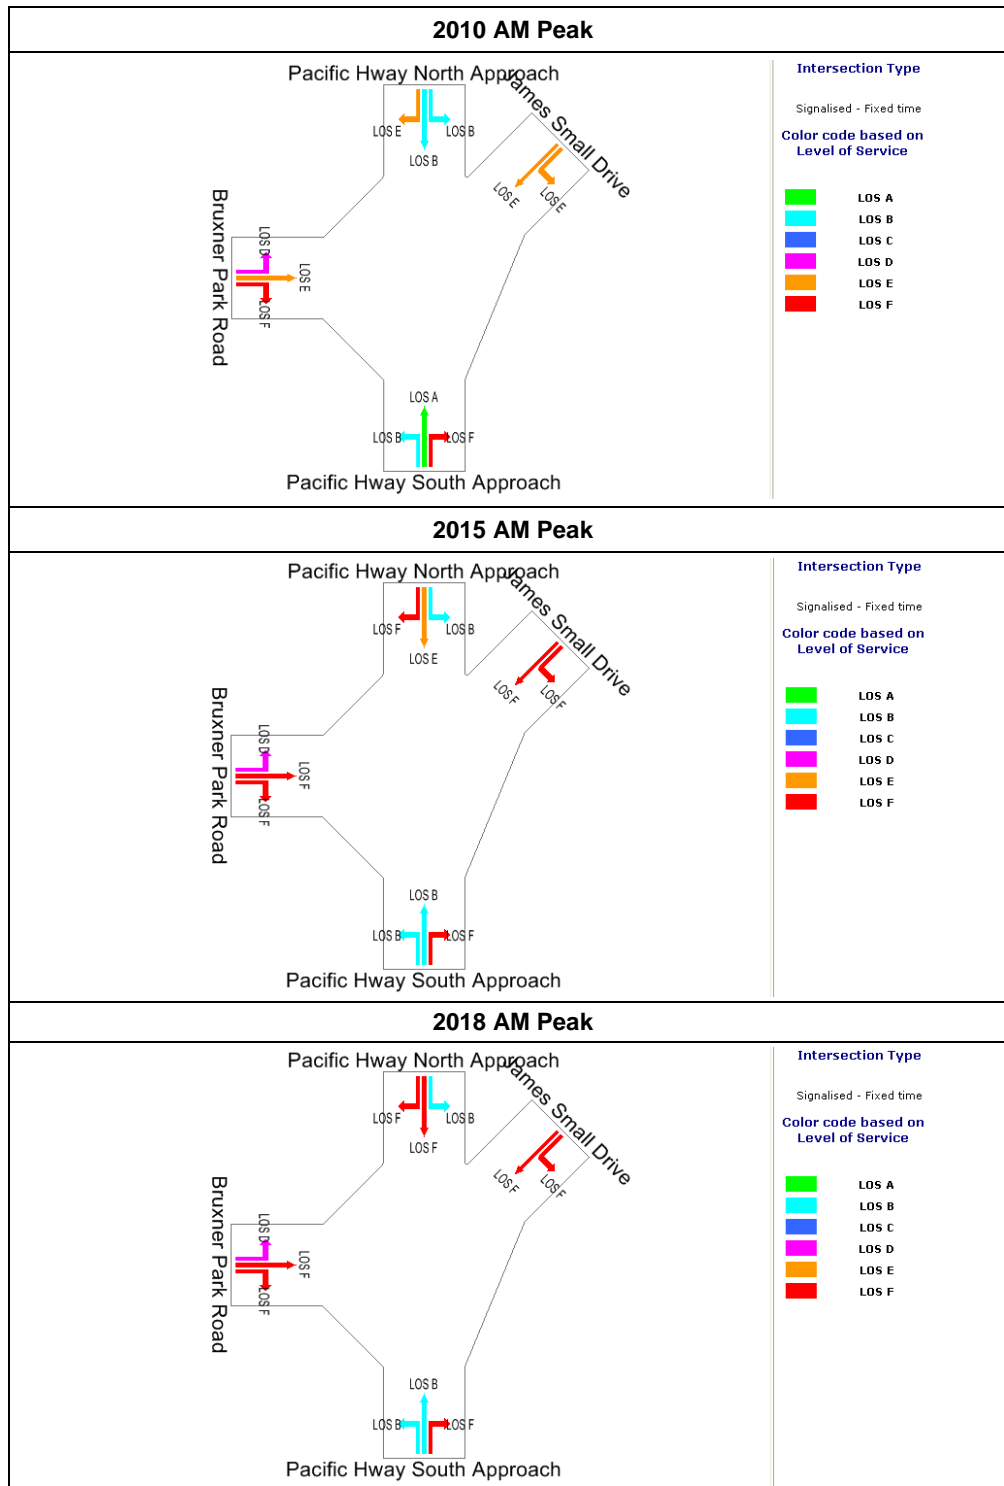 2010 AM Peak
Pacific Hway North Approach
James Small Drive
Bruxner Park Road
LOS E
LOS B
LOS B
LOS E
LOS E
LOS D
LOS E
LOS F
LOS A
LOS B
LOS F
Pacific Hway South Approach
Intersection Type
Signalised - Fixed time
Color code based on
Level of Service
LOS A
LOS B
LOS C
LOS D
LOS E
LOS F
2015 AM Peak
Pacific Hway North Approach
James Small Drive
Bruxner Park Road
LOS F
LOS B
LOS E
LOS F
LOS F
LOS D
LOS F
LOS F
LOS B
LOS B
LOS F
Pacific Hway South Approach
Intersection Type
Signalised - Fixed time
Color code based on
Level of Service
LOS A
LOS B
LOS C
LOS D
LOS E
LOS F
2018 AM Peak
Pacific Hway North Approach
James Small Drive
Bruxner Park Road
LOS F
LOS B
LOS F
LOS F
LOS F
LOS D
LOS F
LOS F
LOS B
LOS B
LOS F
Pacific Hway South Approach
Intersection Type
Signalised - Fixed time
Color code based on
Level of Service
LOS A
LOS B
LOS C
LOS D
LOS E
LOS F